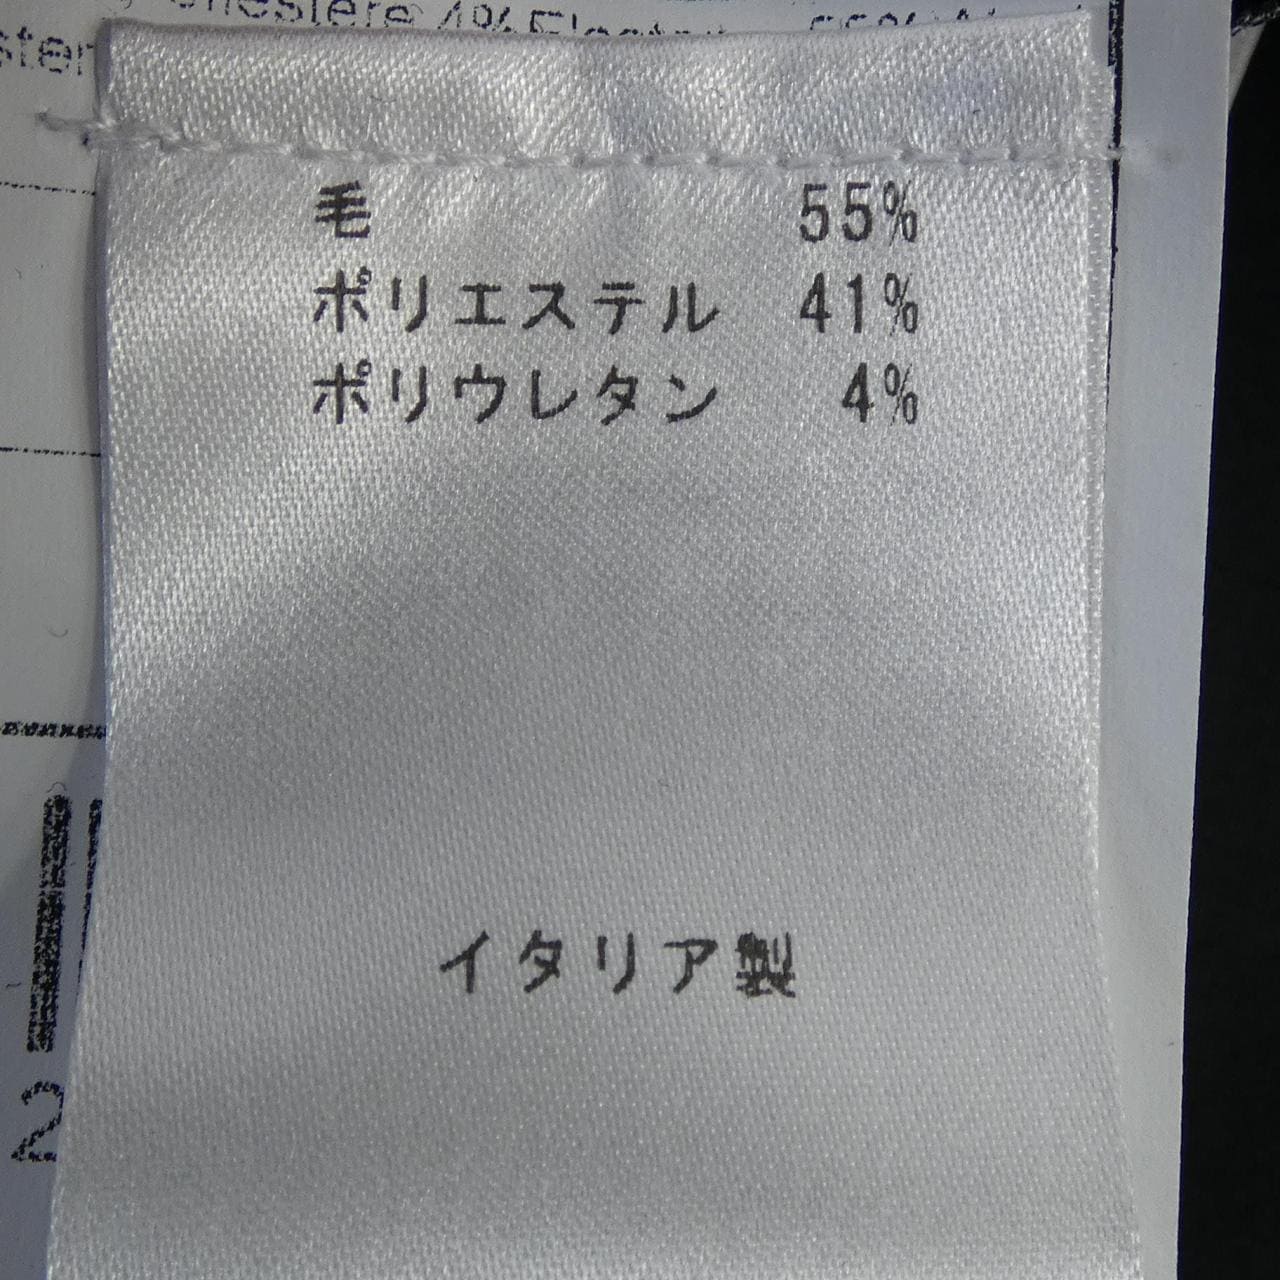 毛 55%
ポリエステル 41%
ポリウレタン 4%
イタリア製
2